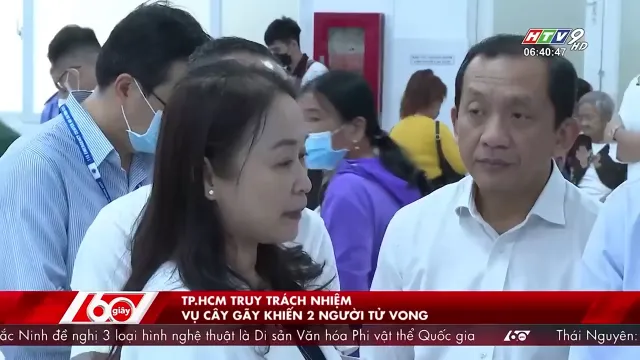 HTV9 HD
06:40:47
60 giây
TP.HCM TRUY TRÁCH NHIỆM
VỤ CÂY GÃY KHIẾN 2 NGƯỜI TỬ VONG
ắc Ninh đề nghị 3 loại hình nghệ thuật là Di sản Văn hóa Phi vật thể Quốc gia 60s Thái Nguyên: